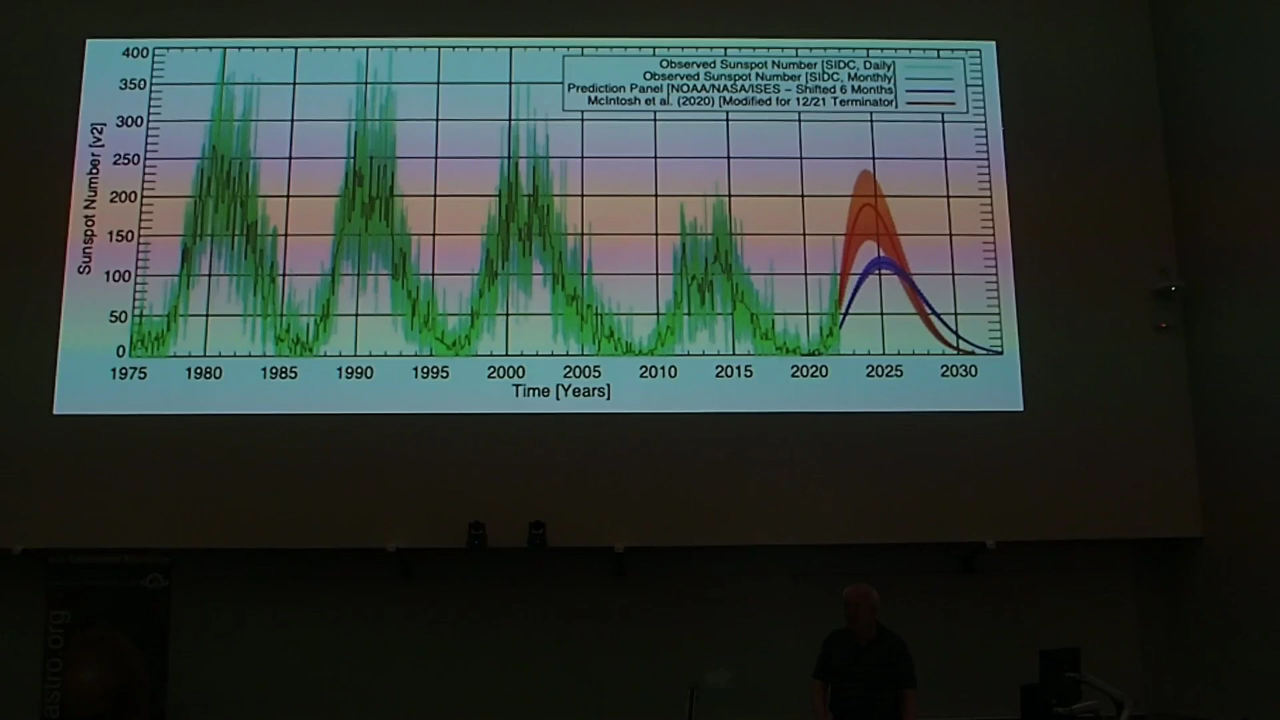 Observed Sunspot Number [SIDC, Daily]
Observed Sunspot Number [SIDC, Monthly]
Prediction Panel [NOAA/NASA/ISES – Shifted 6 Months
McIntosh et al. (2020) [Modified for 12/21 Terminator]
400
350
300
250
200
150
100
50
0
Sunspot Number [v2]
1975 1980 1985 1990 1995 2000 2005 2010 2015 2020 2025 2030
Time [Years]
astro.org